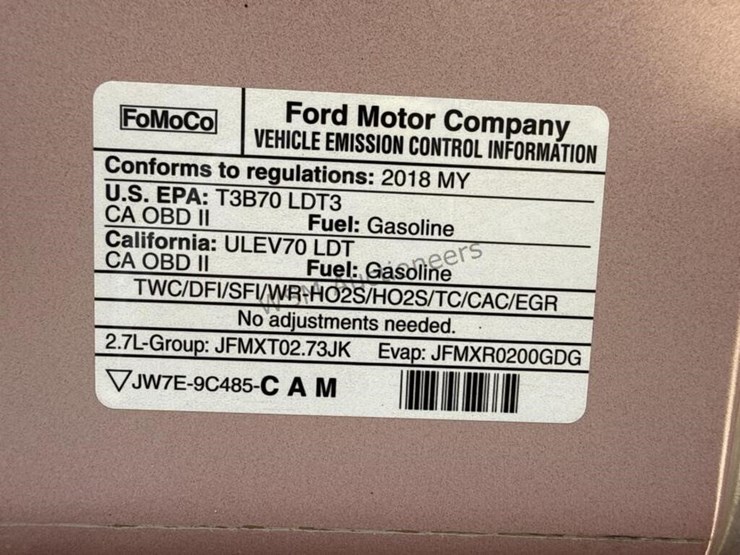 FoMoCo
Ford Motor Company
VEHICLE EMISSION CONTROL INFORMATION
Conforms to regulations: 2018 MY
U.S. EPA: T3B70 LDT3
CA OBD II Fuel: Gasoline
California: ULEV70 LDT
CA OBD II Fuel: Gasoline
TWC/DFI/SFI/WR-HO2S/HO2S/TC/CAC/EGR
No adjustments needed.
2.7L-Group: JFMXT02.73JK Evap: JFMXR0200GDG
JW7E-9C485-C A M